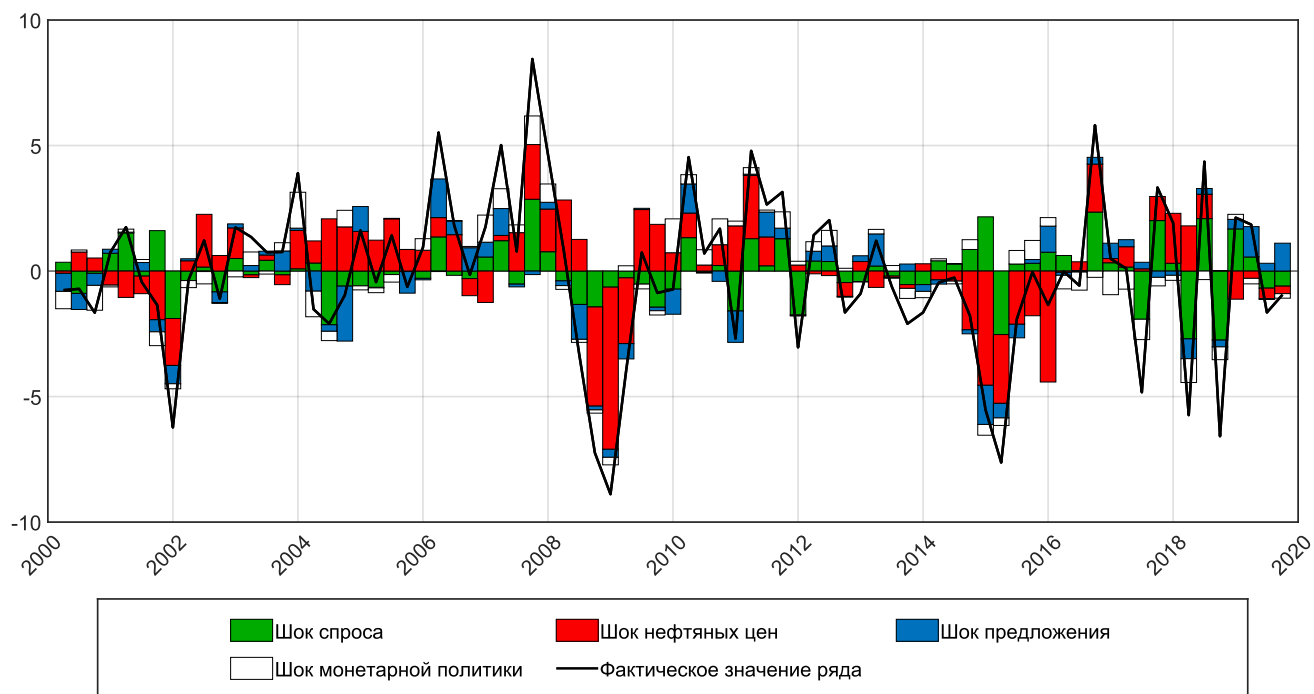 10
5
0
-5
-10
2000 2002 2004 2006 2008 2010 2012 2014 2016 2018 2020
Шок спроса Шок нефтяных цен Шок предложения
Шок монетарной политики Фактическое значение ряда